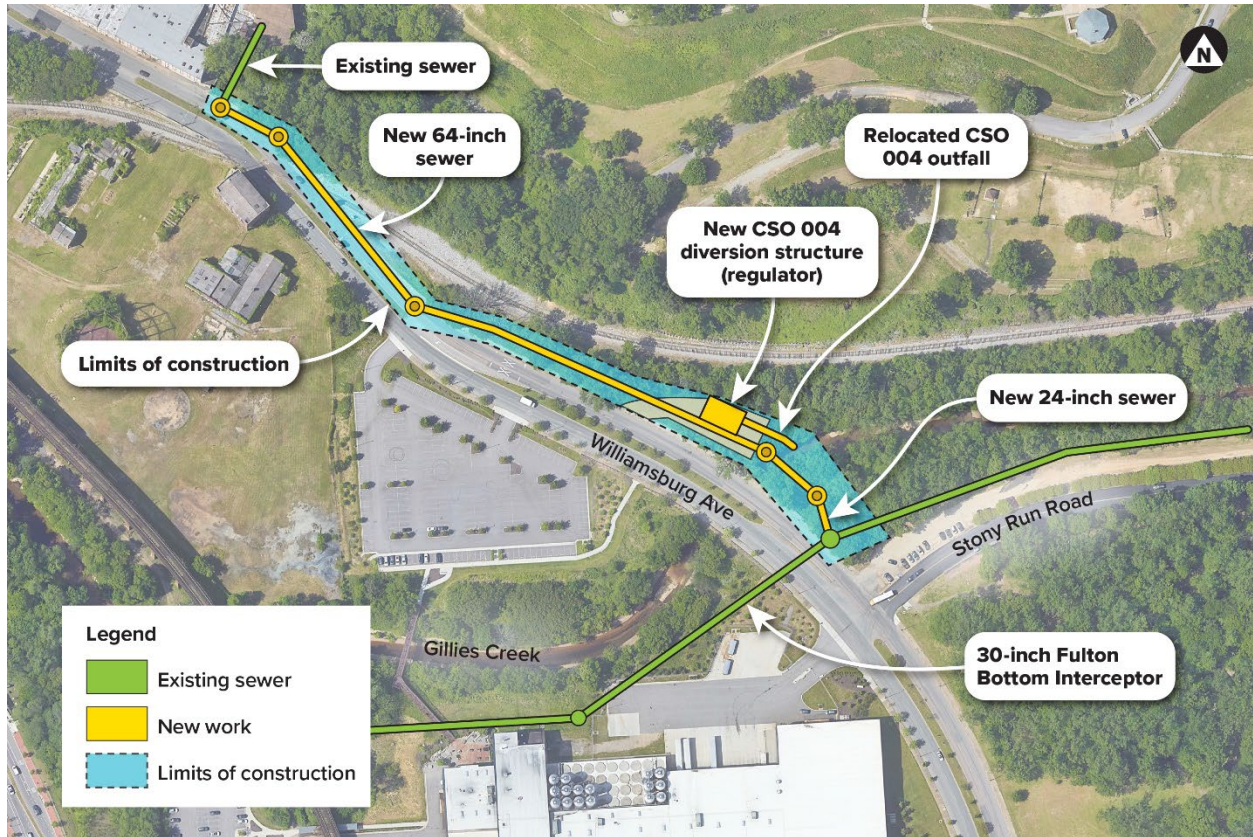 N
Existing sewer
New 64-inch
sewer
Relocated CSO
004 outfall
New CSO 004
diversion structure
(regulator)
Limits of construction
New 24-inch sewer
Williamsburg Ave
Stony Run Road
Gillies Creek
30-inch Fulton
Bottom Interceptor
Legend
Existing sewer
New work
Limits of construction